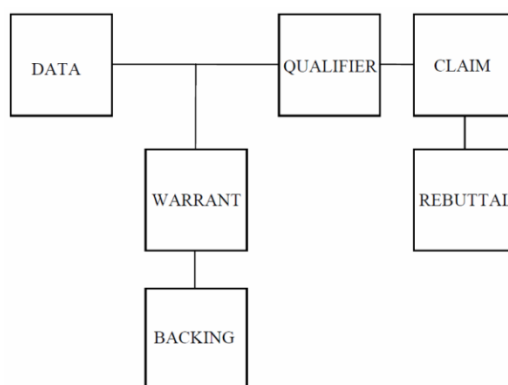 DATA
QUALIFIER
CLAIM
WARRANT
REBUTTAL
BACKING